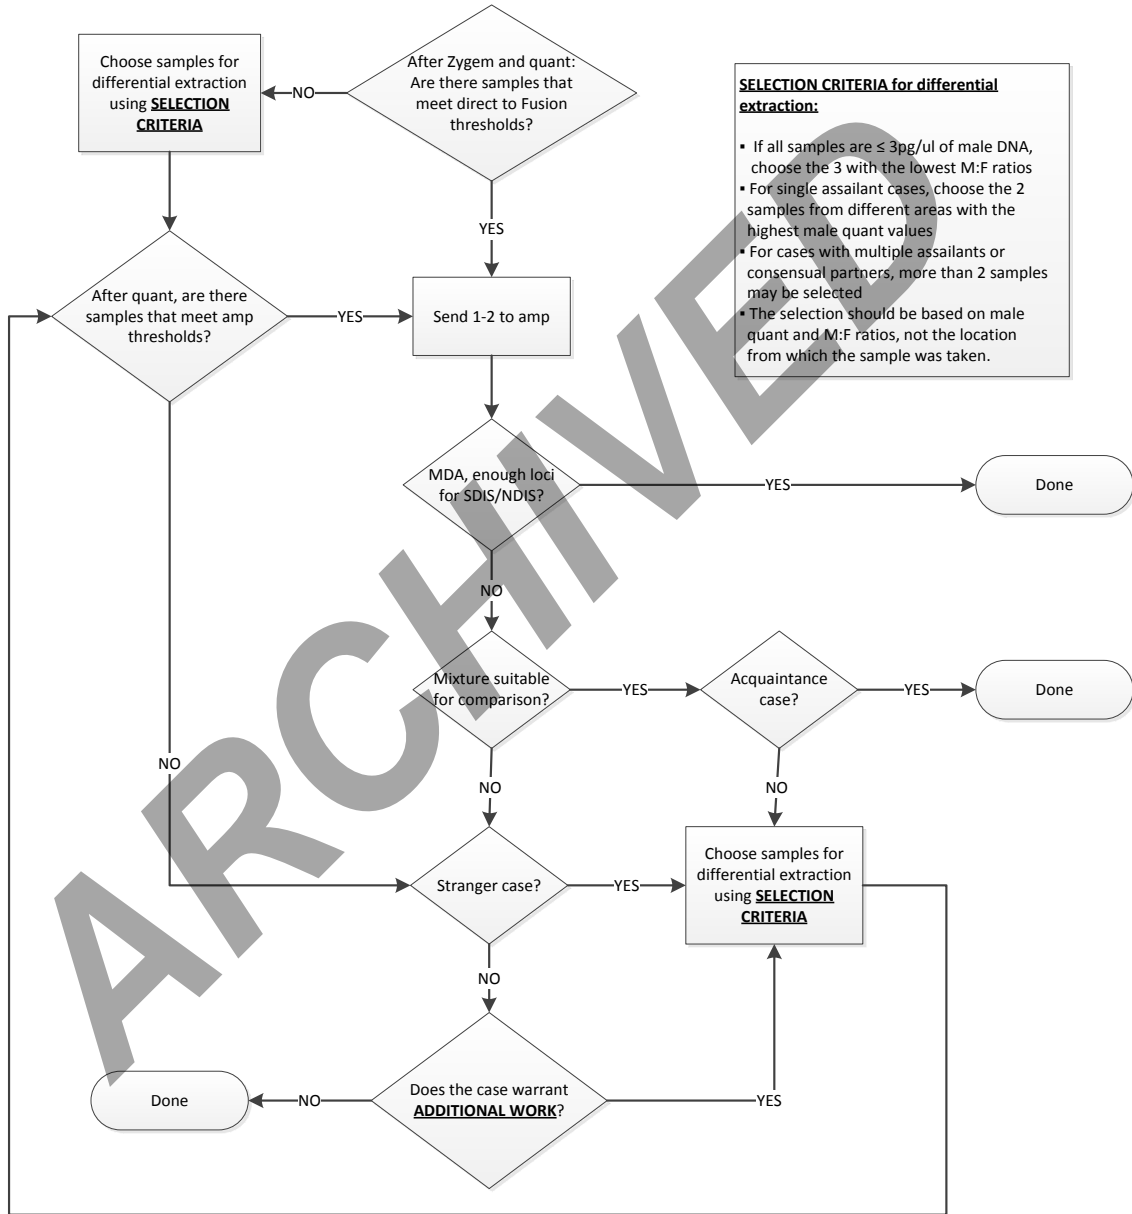 Choose samples for
differential extraction
using SELECTION
CRITERIA
NO
After Zygem and quant:
Are there samples that
meet direct to Fusion
thresholds?
SELECTION CRITERIA for differential
extraction:
▪ If all samples are ≤ 3pg/ul of male DNA,
choose the 3 with the lowest M:F ratios
▪ For single assailant cases, choose the 2
samples from different areas with the
highest male quant values
▪ For cases with multiple assailants or
consensual partners, more than 2 samples
may be selected
▪ The selection should be based on male
quant and M:F ratios, not the location
from which the sample was taken.
YES
After quant, are there
samples that meet amp
thresholds?
YES
Send 1-2 to amp
MDA, enough loci
for SDIS/NDIS?
YES
Done
NO
Mixture suitable
for comparison?
YES
Acquaintance
case?
YES
Done
NO
NO
NO
Stranger case?
YES
Choose samples for
differential extraction
using SELECTION
CRITERIA
NO
Does the case warrant
ADDITIONAL WORK?
NO
Done
YES
ARCHIVED